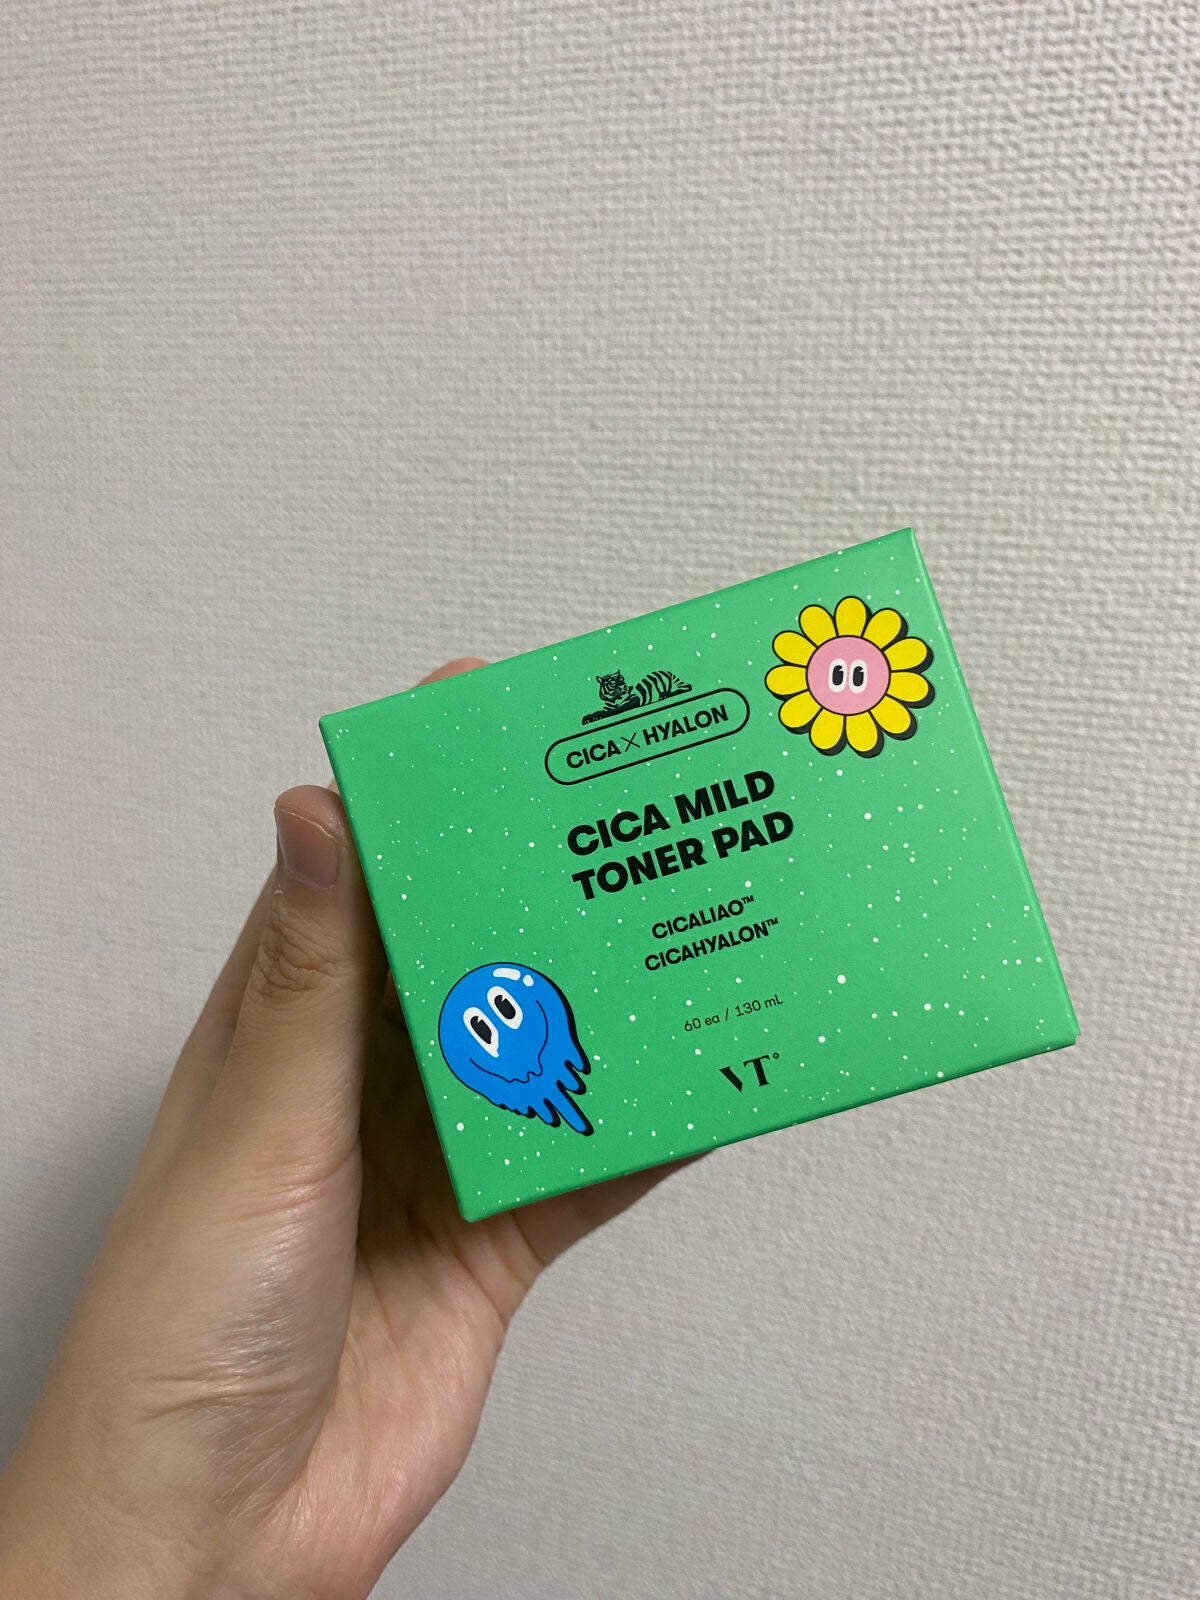 CICA×HYALON
CICA MILD
TONER PAD
CICALIAO™
CICAHYALON™
60 ea / 130 mL
VT°